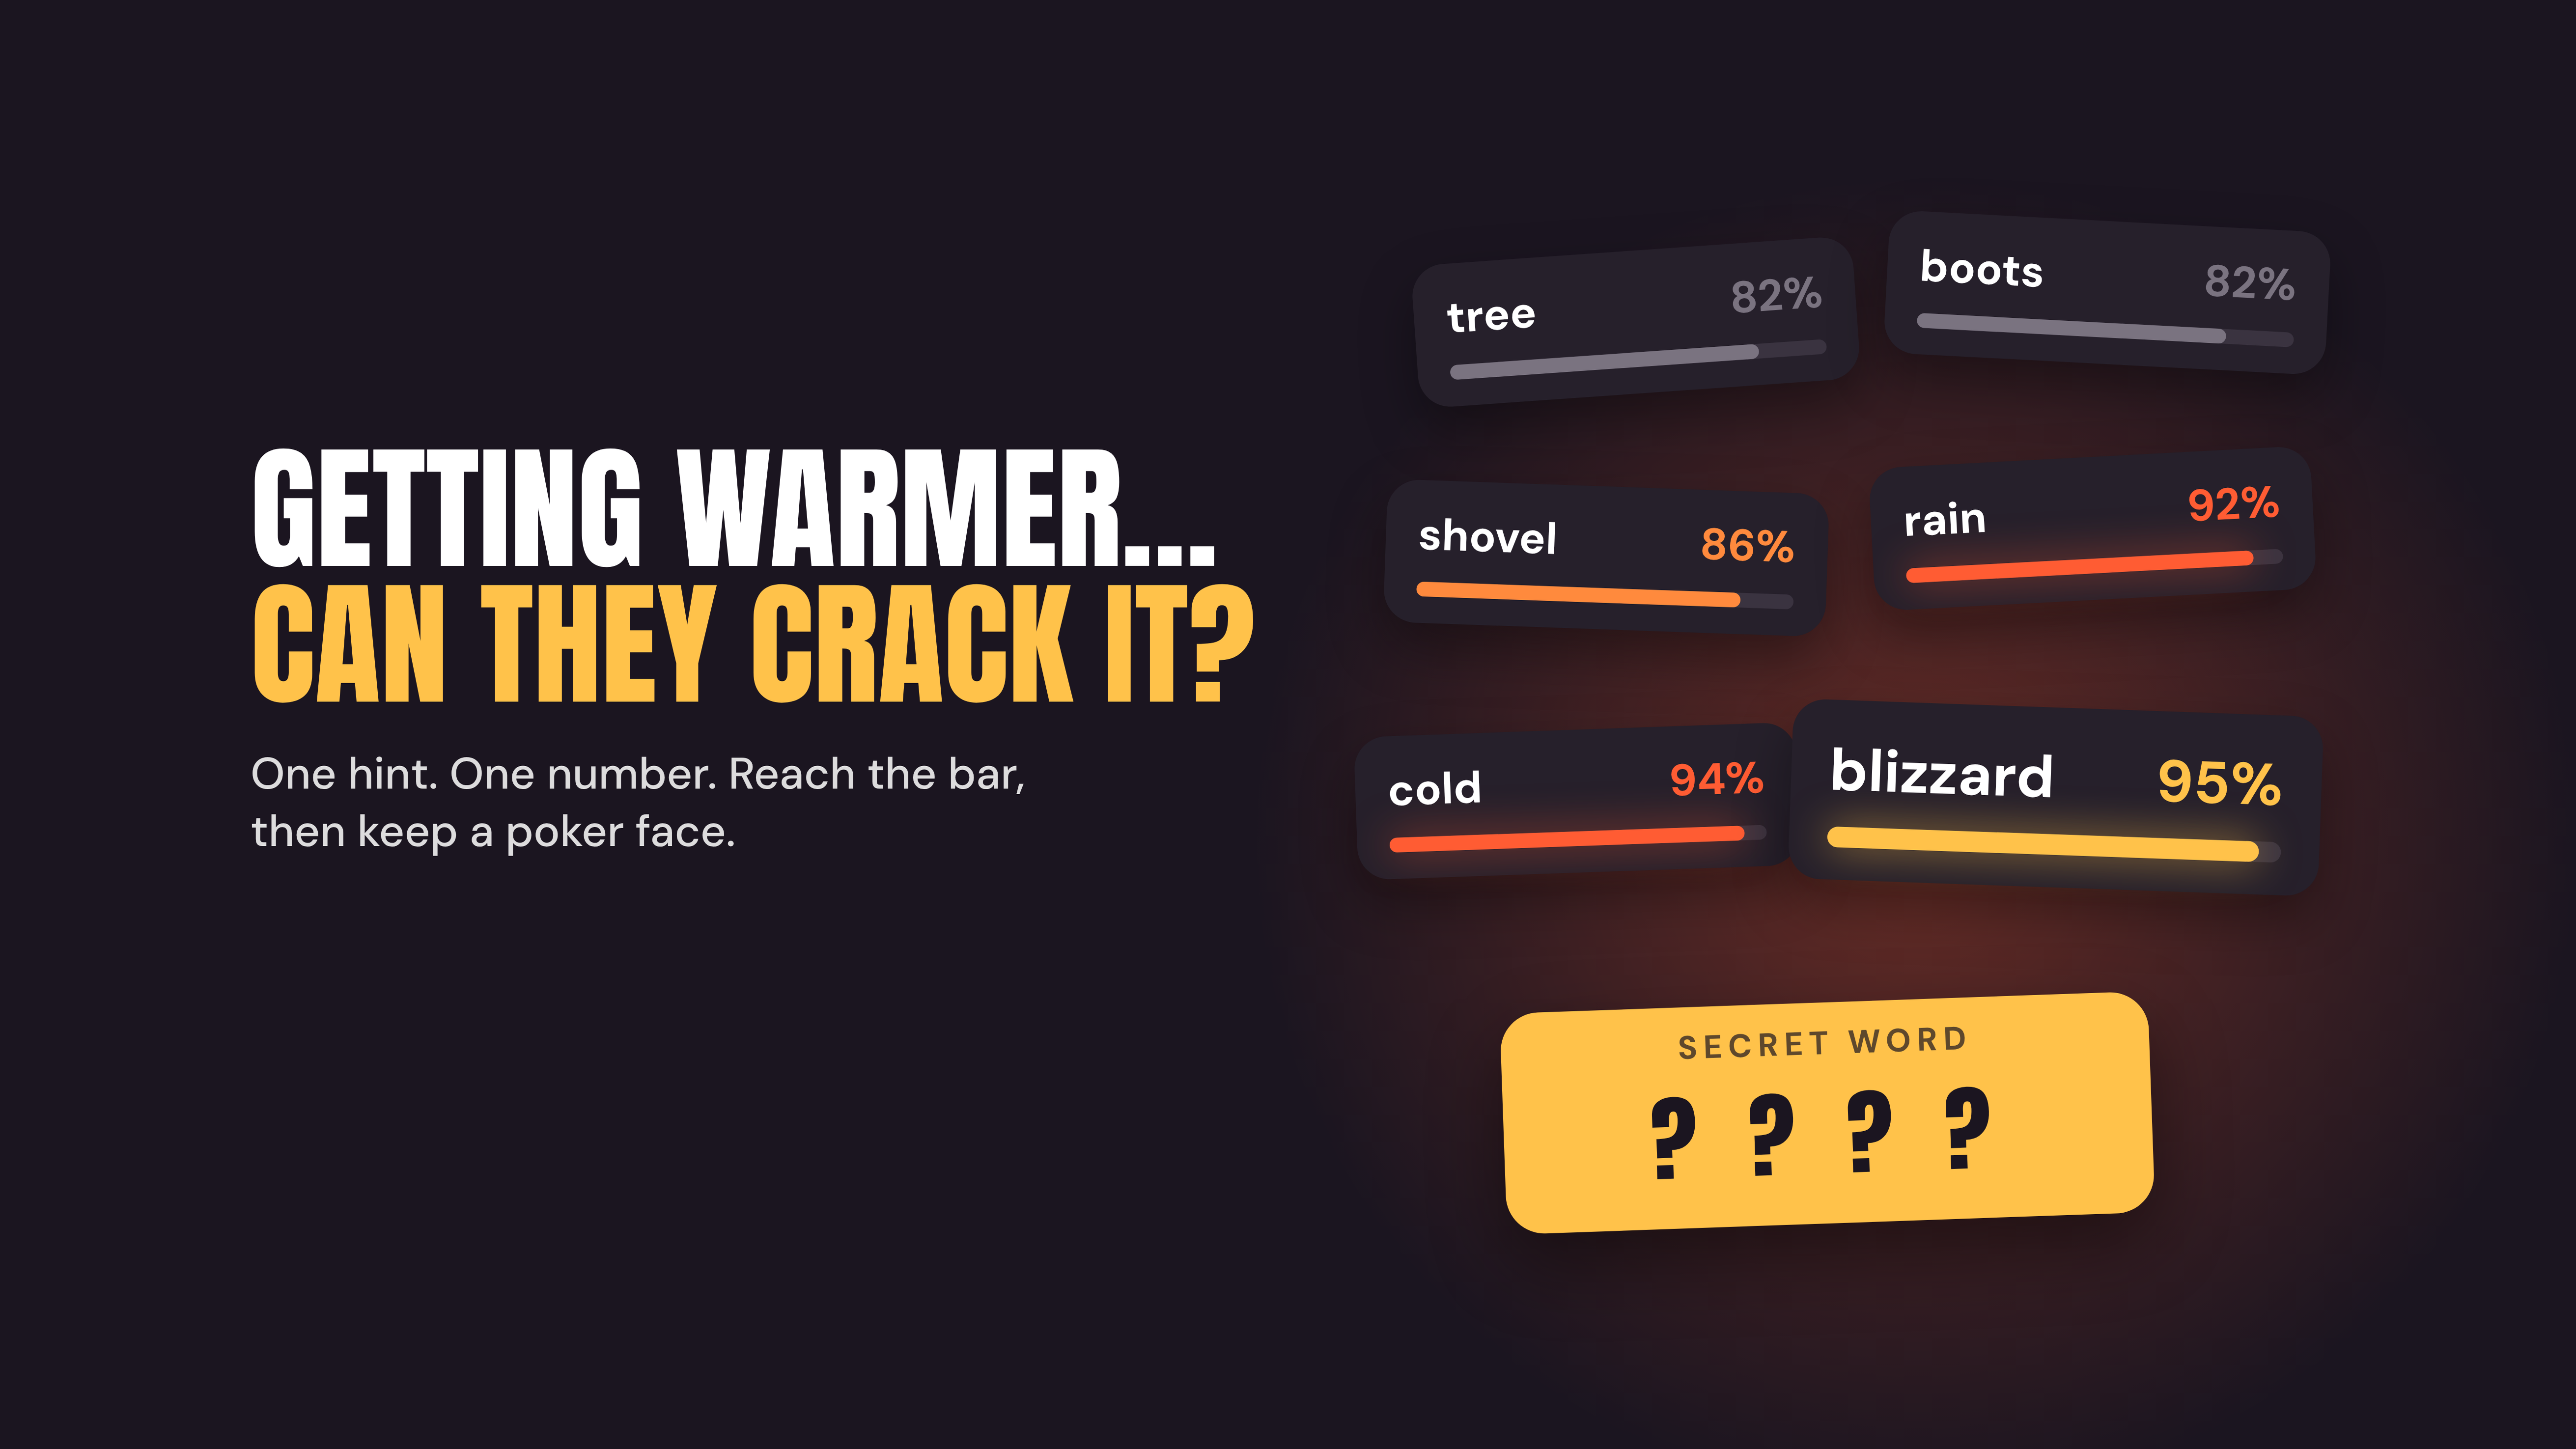 GETTING WARMER...
CAN THEY CRACK IT?
One hint. One number. Reach the bar,
then keep a poker face.
tree 82%
boots 82%
shovel 86%
rain 92%
cold 94%
blizzard 95%
SECRET WORD
? ? ? ?